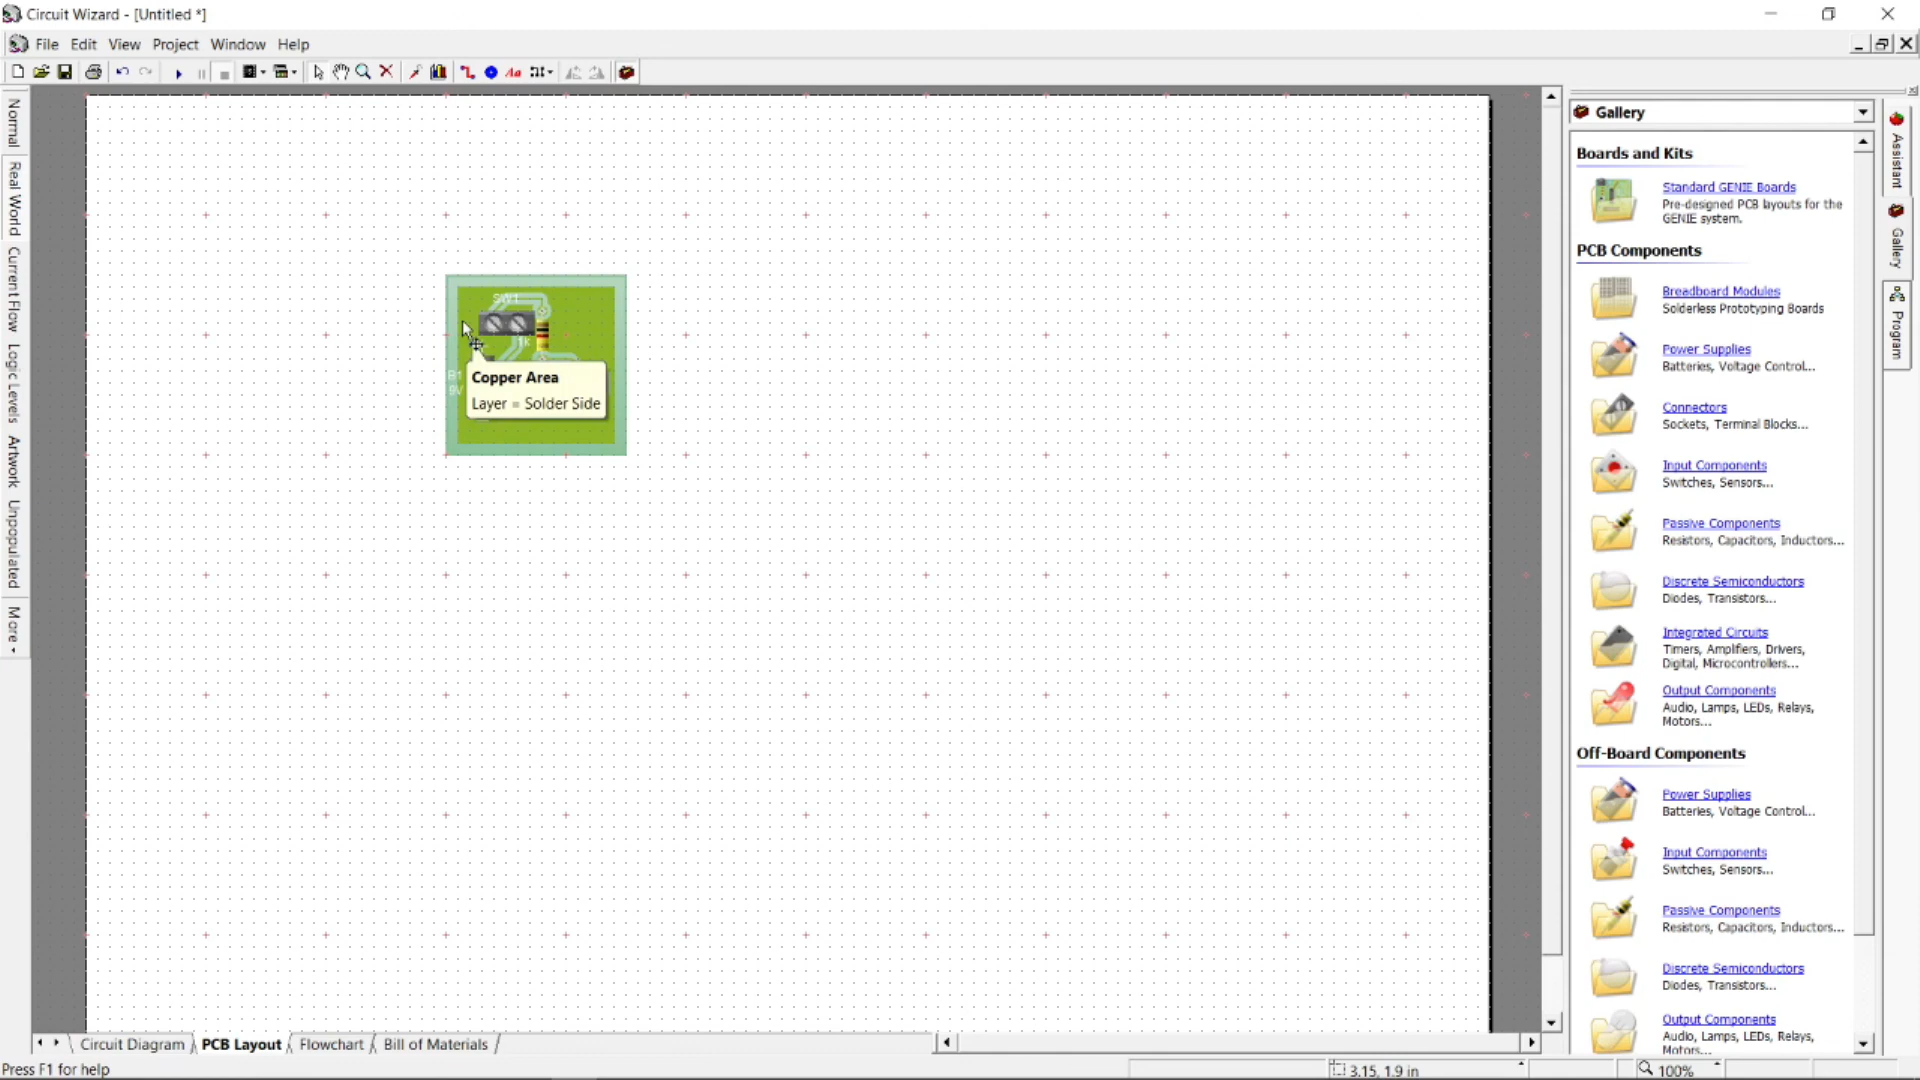 Circuit Wizard - [Untitled *]
File Edit View Project Window Help
Aa
Normal
Real World
Current Flow
Logic Levels
Artwork
Unpopulated
More
SW1
1k
B1
9V
Copper Area
Layer = Solder Side
Gallery
Boards and Kits
Standard GENIE Boards
Pre-designed PCB layouts for the
GENIE system.
PCB Components
Breadboard Modules
Solderless Prototyping Boards
Power Supplies
Batteries, Voltage Control...
Connectors
Sockets, Terminal Blocks...
Input Components
Switches, Sensors...
Passive Components
Resistors, Capacitors, Inductors...
Discrete Semiconductors
Diodes, Transistors...
Integrated Circuits
Timers, Amplifiers, Drivers,
Digital, Microcontrollers...
Output Components
Audio, Lamps, LEDs, Relays,
Motors...
Off-Board Components
Power Supplies
Batteries, Voltage Control...
Input Components
Switches, Sensors...
Passive Components
Resistors, Capacitors, Inductors...
Discrete Semiconductors
Diodes, Transistors...
Output Components
Audio, Lamps, LEDs, Relays,
Motors...
Assistant
Gallery
Program
Circuit Diagram PCB Layout Flowchart Bill of Materials
Press F1 for help
3.15, 1.9 in
100%